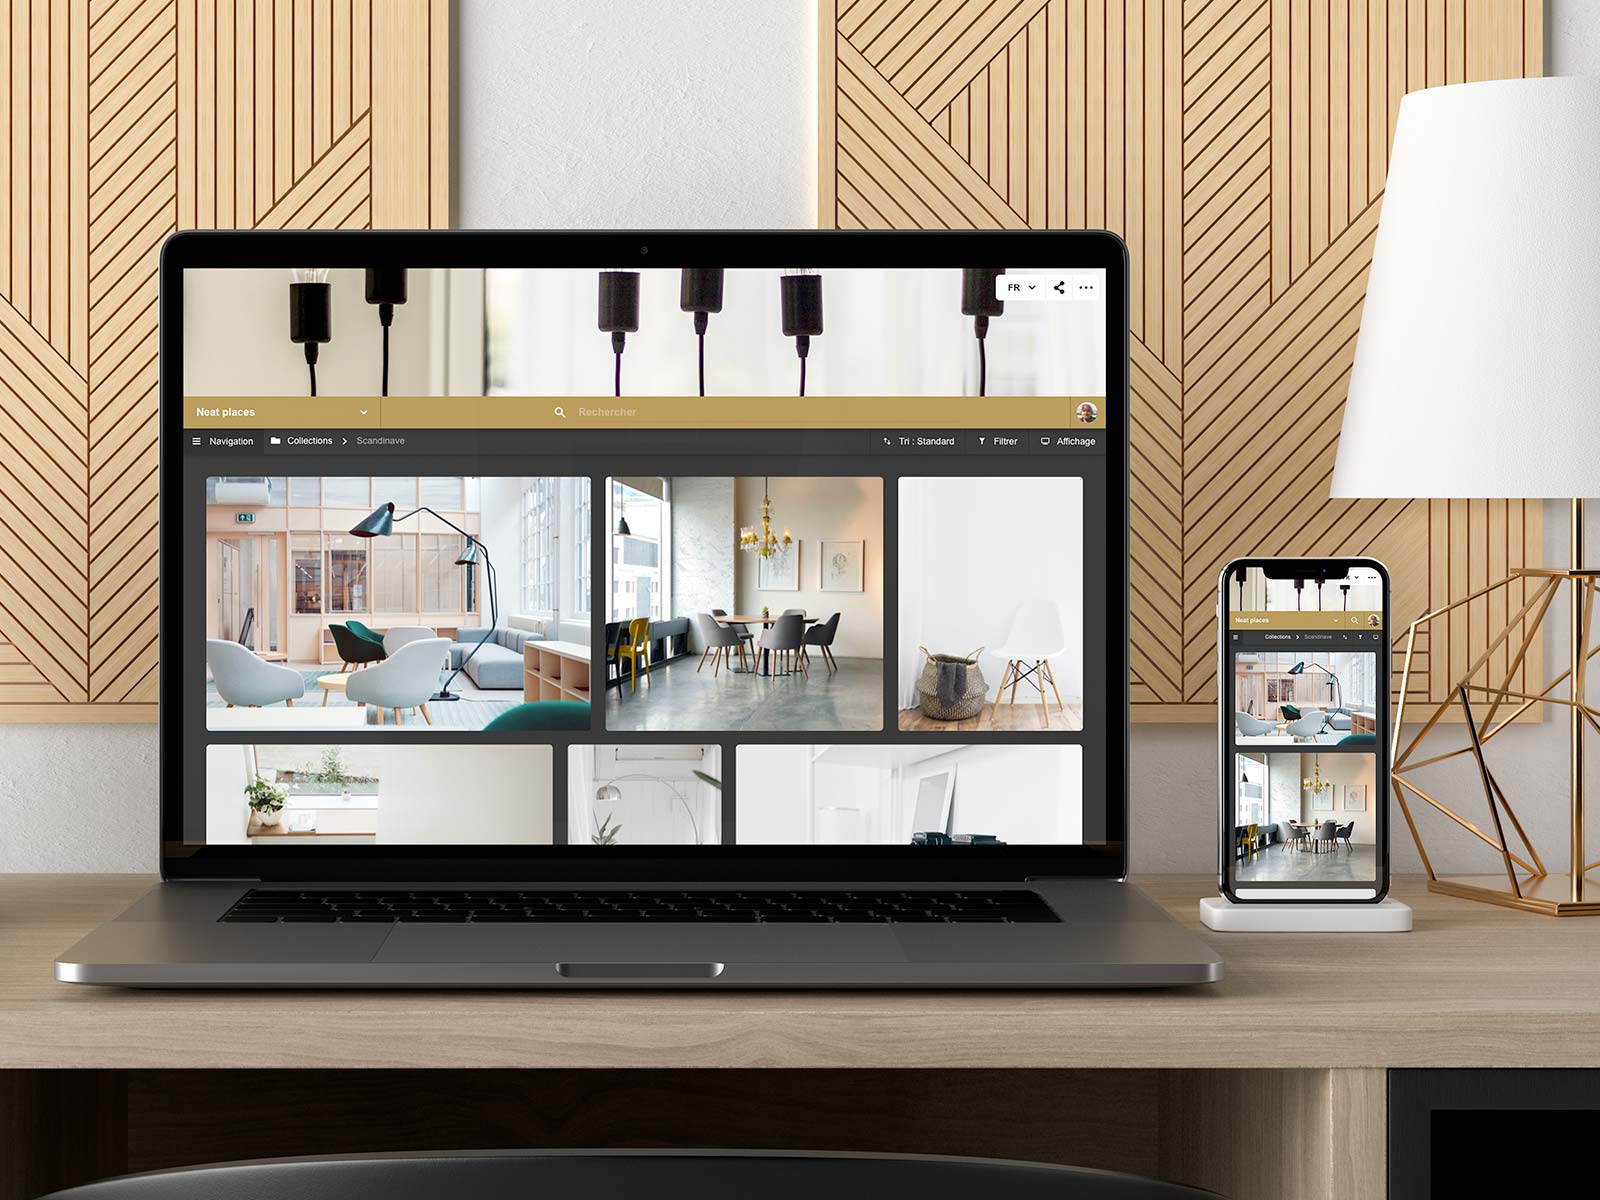 FR
Neat places
Rechercher
Navigation
Collections
Scandinave
Tri : Standard
Filtrer
Affichage
Neat places
Collections
Scandinave